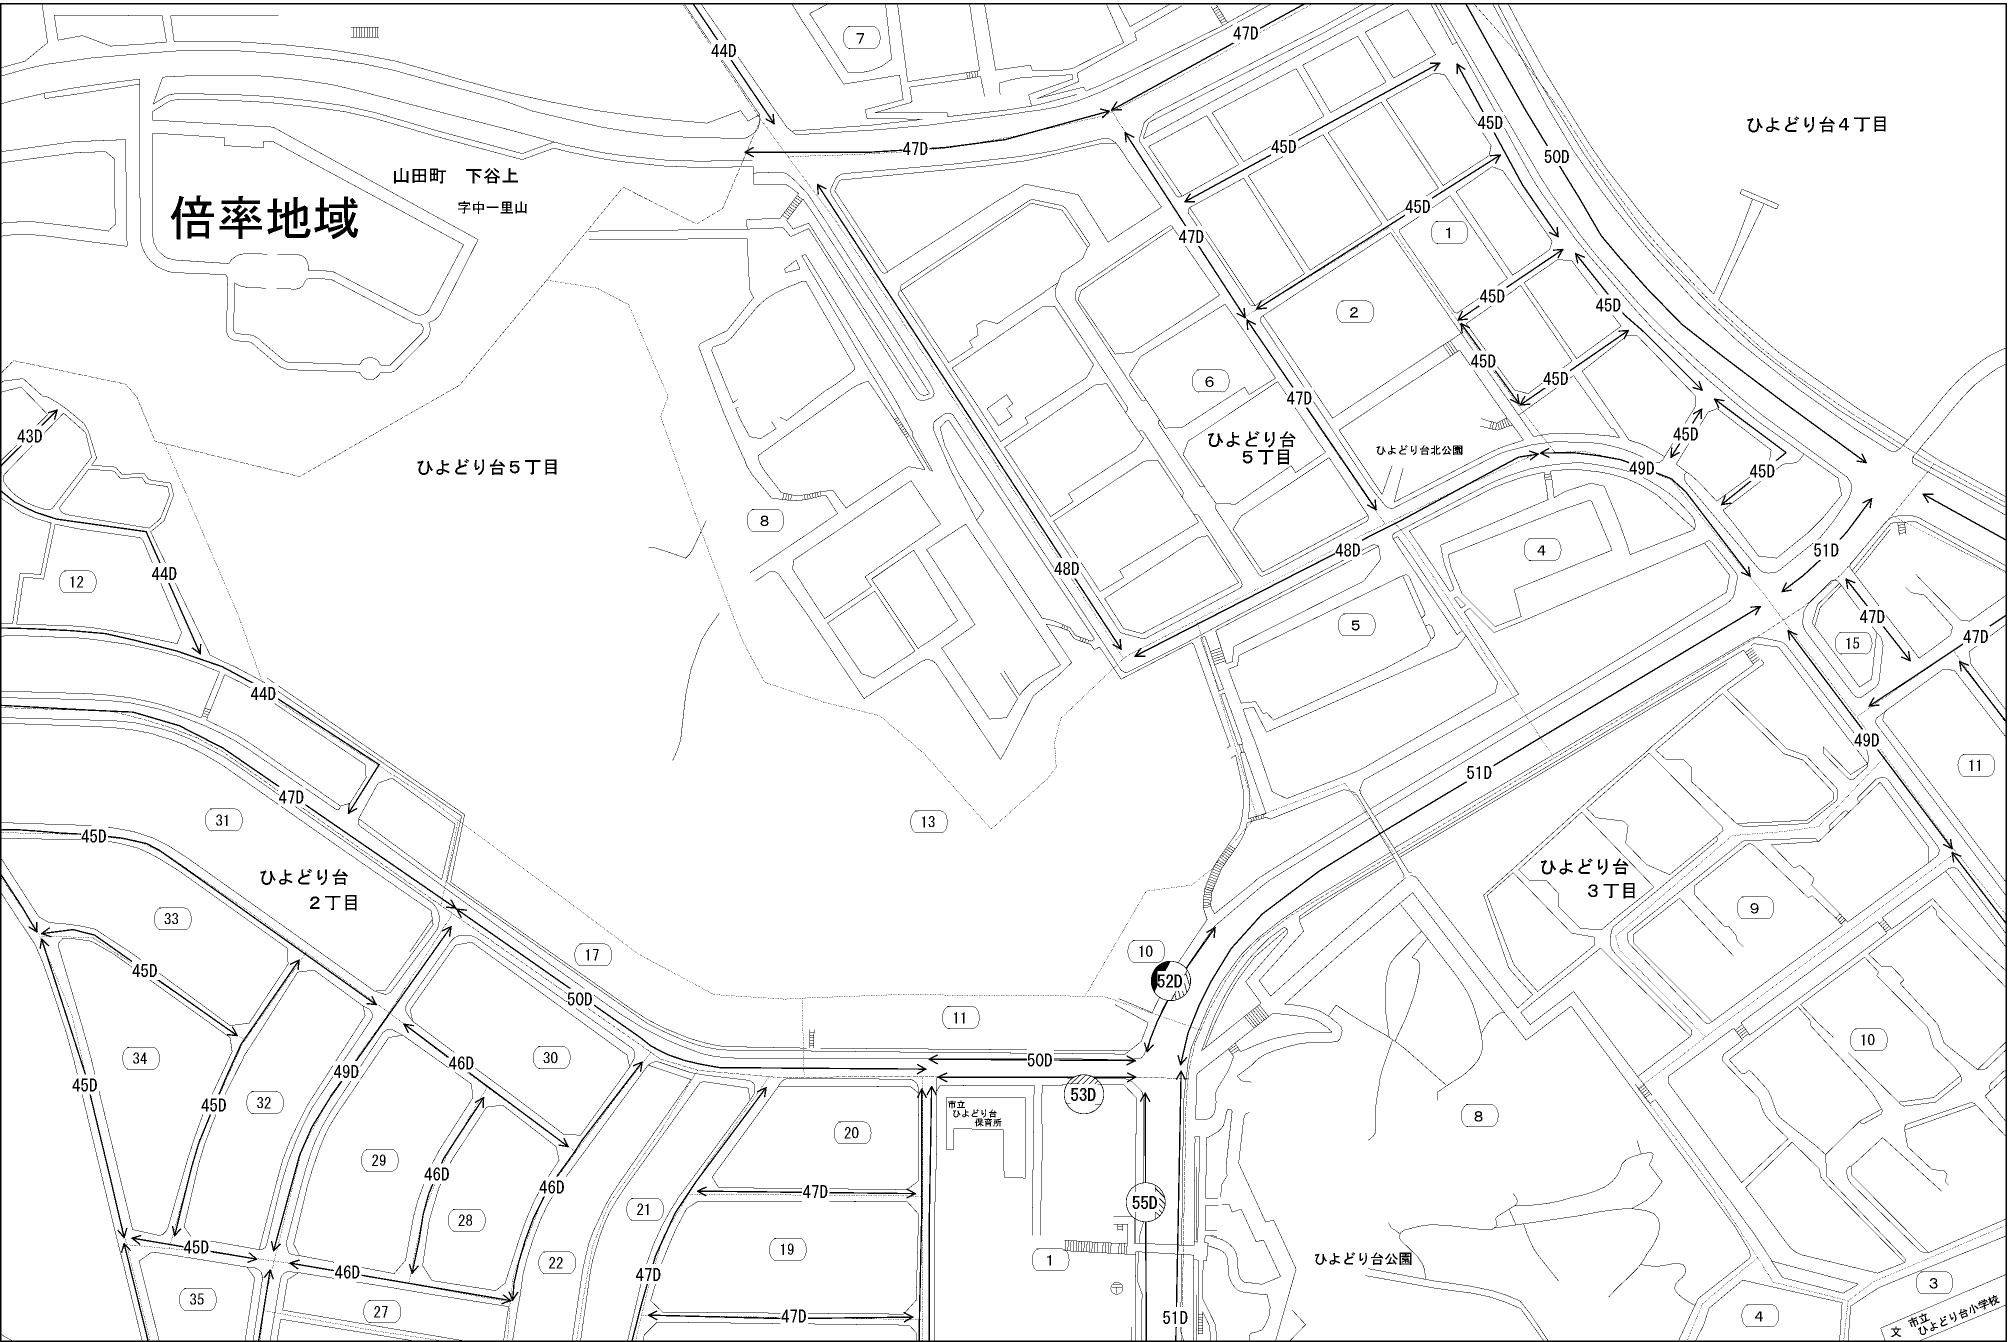 7
44D
47D
47D
45D
45D
50D
ひよどり台4丁目
山田町 下谷上
字中一里山
倍率地域
45D
1
47D
45D
45D
2
45D
6
45D
47D
45D
43D
ひよどり台5丁目
ひよどり台
5丁目
ひよどり台北公園
45D
49D
45D
8
4
48D
51D
48D
12
44D
5
47D
15
47D
44D
49D
11
51D
47D
31
13
45D
ひよどり台
2丁目
ひよどり台
3丁目
33
9
17
10
45D
52D
50D
11
10
34
30
50D
46D
49D
45D
53D
市立
ひよどり台
保育所
45D
32
8
20
29
46D
46D
47D
55D
21
28
45D
19
1
22
ひよどり台公園
46D
47D
3
35
27
47D
51D
4
文
市立
ひよどり台小学校